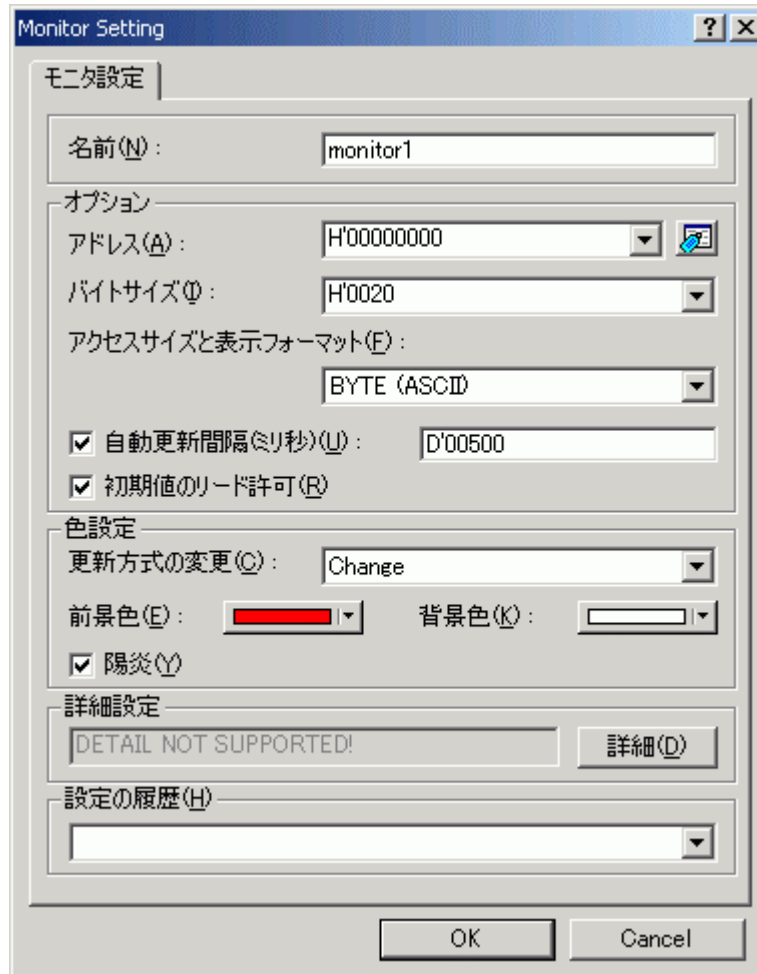 Monitor Setting
モニタ設定
名前(N) : monitor1
オプション
アドレス(A) : H'00000000
バイトサイズ(I) : H'0020
アクセスサイズと表示フォーマット(F) :
BYTE (ASCII)
自動更新間隔(ミリ秒)(U) : D'00500
初期値のリード許可(R)
色設定
更新方式の変更(C) : Change
前景色(E) : 背景色(K) :
陽炎(Y)
詳細設定
DETAIL NOT SUPPORTED! 詳細(D)
設定の履歴(H)
OK Cancel